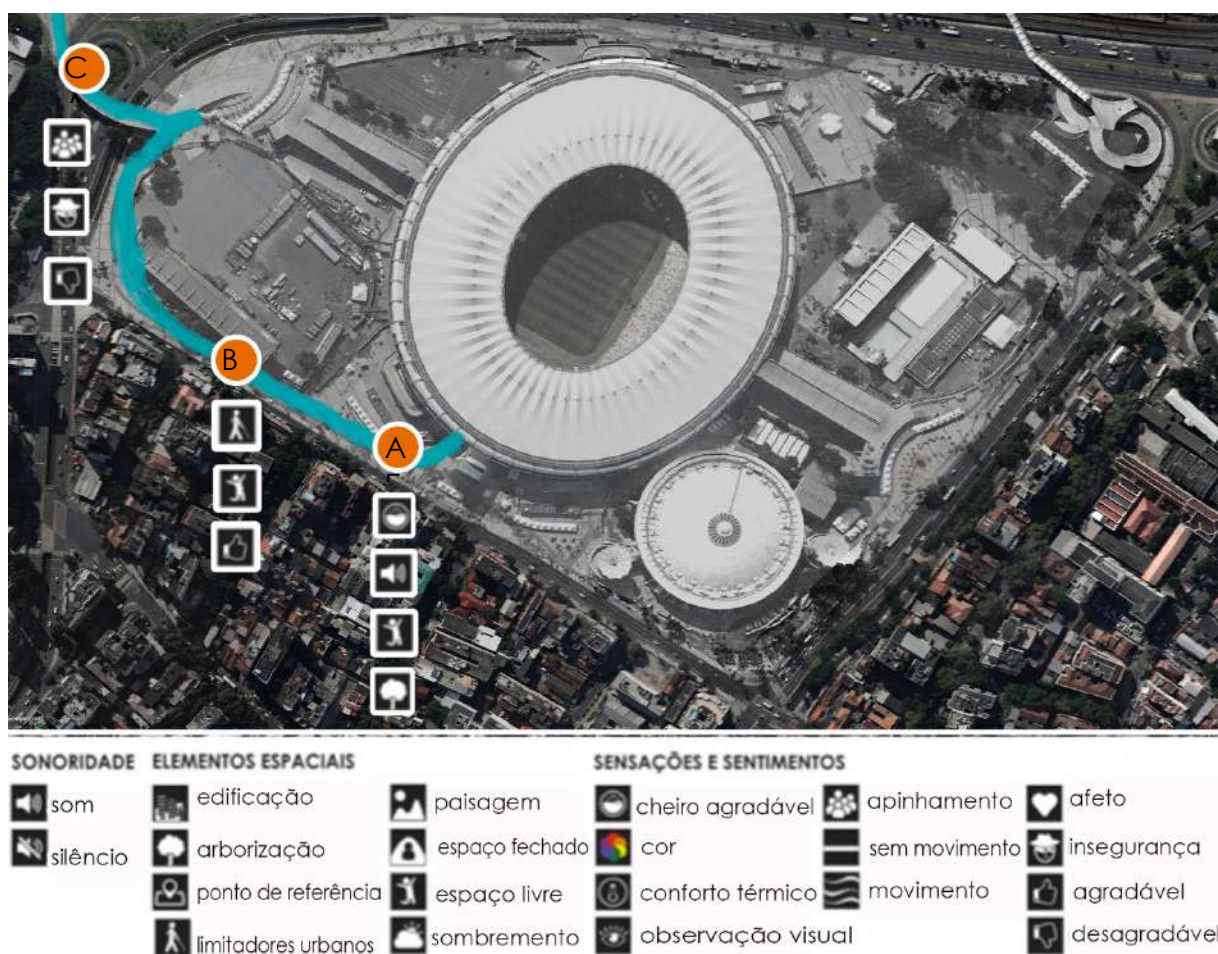 C
B
A
SONORIDADE
som
silêncio
ELEMENTOS ESPACIAIS
edificação
arborização
ponto de referência
limitadores urbanos
paisagem
espaço fechado
espaço livre
sombremento
SENSAÇÕES E SENTIMENTOS
cheiro agradável
cor
conforto térmico
observação visual
apinhamento
sem movimento
movimento
afeto
insegurança
agradável
desagradável